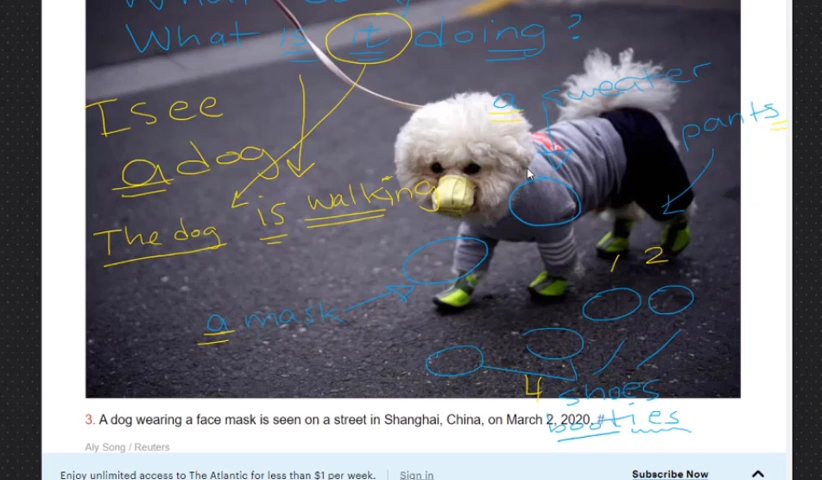 What is it doing?
I see
a dog
The dog is walking
a sweater
pants
a mask
1 2
4
shoes
booties
3. A dog wearing a face mask is seen on a street in Shanghai, China, on March 2, 2020. #
Aly Song / Reuters
Enjoy unlimited access to The Atlantic for less than $1 per week. Sign in Subscribe Now